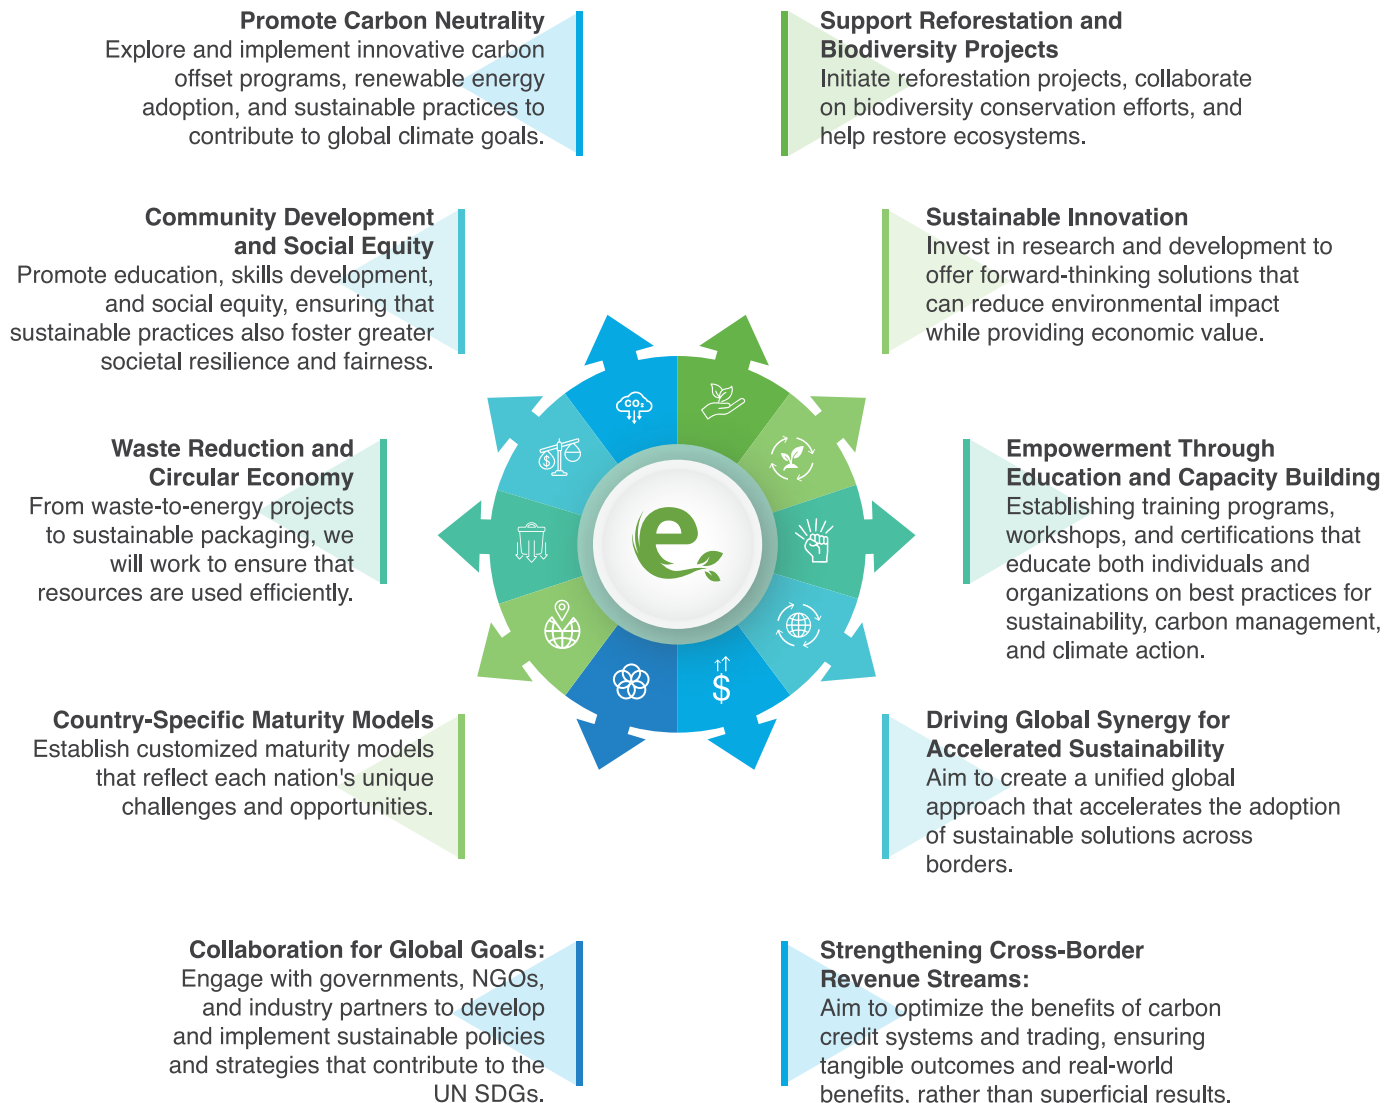 Promote Carbon Neutrality
Explore and implement innovative carbon
offset programs, renewable energy
adoption, and sustainable practices to
contribute to global climate goals.
Support Reforestation and
Biodiversity Projects
Initiate reforestation projects, collaborate
on biodiversity conservation efforts, and
help restore ecosystems.
Community Development
and Social Equity
Promote education, skills development,
and social equity, ensuring that
sustainable practices also foster greater
societal resilience and fairness.
Sustainable Innovation
Invest in research and development to
offer forward-thinking solutions that
can reduce environmental impact
while providing economic value.
Waste Reduction and
Circular Economy
From waste-to-energy projects
to sustainable packaging, we
will work to ensure that
resources are used efficiently.
CO₂
$
e
$
Empowerment Through
Education and Capacity Building
Establishing training programs,
workshops, and certifications that
educate both individuals and
organizations on best practices for
sustainability, carbon management,
and climate action.
Country-Specific Maturity Models
Establish customized maturity models
that reflect each nation's unique
challenges and opportunities.
Driving Global Synergy for
Accelerated Sustainability
Aim to create a unified global
approach that accelerates the adoption
of sustainable solutions across
borders.
Collaboration for Global Goals:
Engage with governments, NGOs,
and industry partners to develop
and implement sustainable policies
and strategies that contribute to the
UN SDGs.
Strengthening Cross-Border
Revenue Streams:
Aim to optimize the benefits of carbon
credit systems and trading, ensuring
tangible outcomes and real-world
benefits, rather than superficial results.